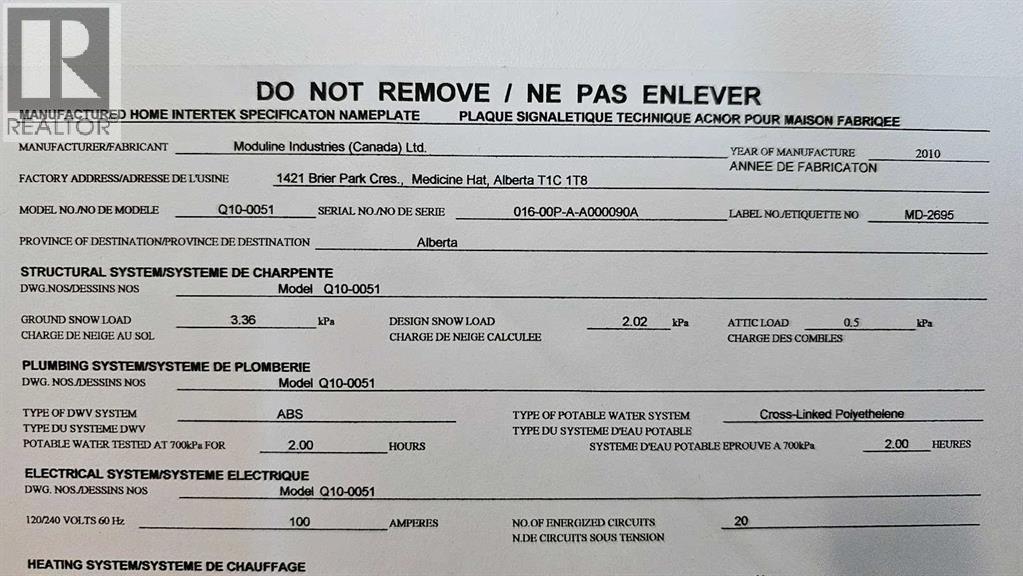 REALTOR
DO NOT REMOVE / NE PAS ENLEVER
MANUFACTURED HOME INTERTEK SPECIFICATON NAMEPLATE PLAQUE SIGNALETIQUE TECHNIQUE ACNOR POUR MAISON FABRIQEE
MANUFACTURER/FABRICANT Moduline Industries (Canada) Ltd. YEAR OF MANUFACTURE 2010
ANNEE DE FABRICATON
FACTORY ADDRESS/ADRESSE DE L'USINE 1421 Brier Park Cres., Medicine Hat, Alberta T1C 1T8
MODEL NO./NO DE MODELE Q10-0051 SERIAL NO./NO DE SERIE 016-00P-A-A000090A LABEL NO./ETIQUETTE NO MD-2695
PROVINCE OF DESTINATION/PROVINCE DE DESTINATION Alberta
STRUCTURAL SYSTEM/SYSTEME DE CHARPENTE
DWG.NOS/DESSINS NOS Model Q10-0051
GROUND SNOW LOAD 3.36 kPa DESIGN SNOW LOAD 2.02 kPa ATTIC LOAD 0.5 kPa
CHARGE DE NEIGE AU SOL CHARGE DE NEIGE CALCULEE CHARGE DES COMBLES
PLUMBING SYSTEM/SYSTEME DE PLOMBERIE
DWG. NOS./DESSINS NOS Model Q10-0051
TYPE OF DWV SYSTEM ABS TYPE OF POTABLE WATER SYSTEM Cross-Linked Polyethelene
TYPE DU SYSTEME DWV TYPE DU SYSTEME D'EAU POTABLE
POTABLE WATER TESTED AT 700kPa FOR 2.00 HOURS SYSTEME D'EAU POTABLE EPROUVE A 700kPa 2.00 HEURES
ELECTRICAL SYSTEM/SYSTEME ELECTRIQUE
DWG. NOS./DESSINS NOS Model Q10-0051
120/240 VOLTS 60 Hz 100 AMPERES NO.OF ENERGIZED CIRCUITS 20
N.DE CIRCUITS SOUS TENSION
HEATING SYSTEM/SYSTEME DE CHAUFFAGE